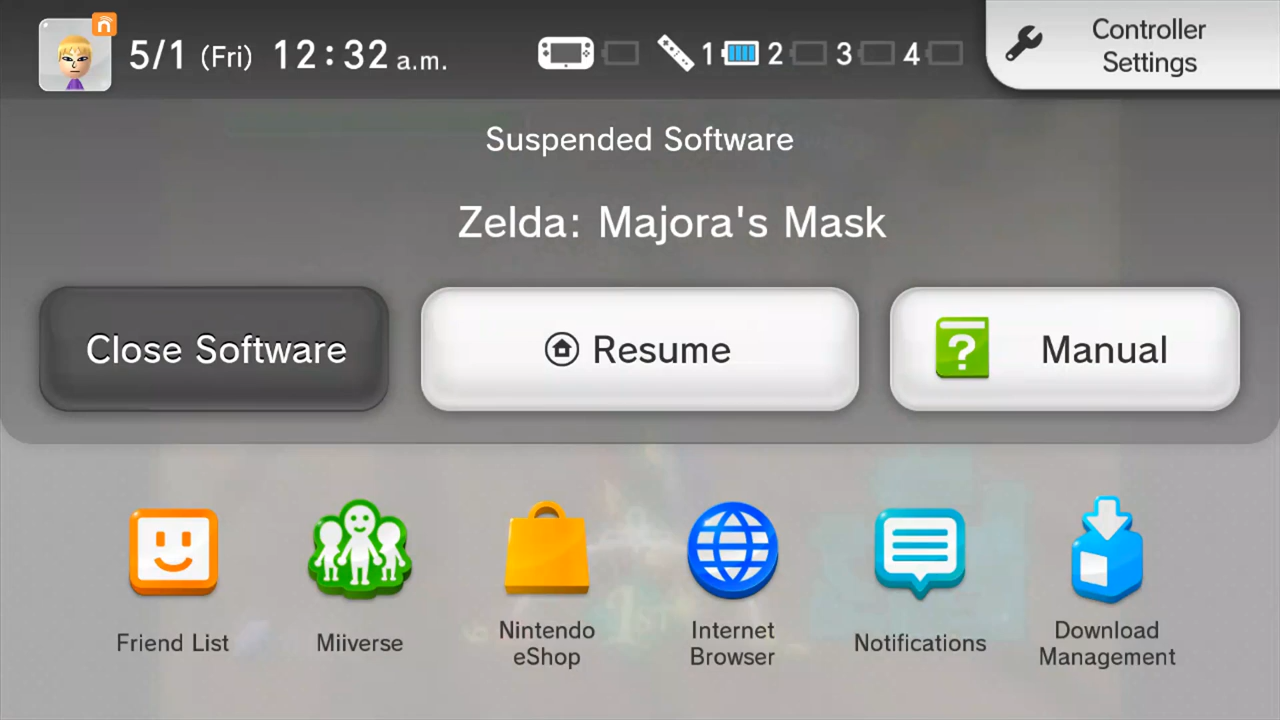 5/1 (Fri) 12:32 a.m.
1 2 3 4
Controller
Settings
Suspended Software
Zelda: Majora's Mask
Close Software
Resume
? Manual
Friend List
Miiverse
Nintendo
eShop
Internet
Browser
Notifications
Download
Management